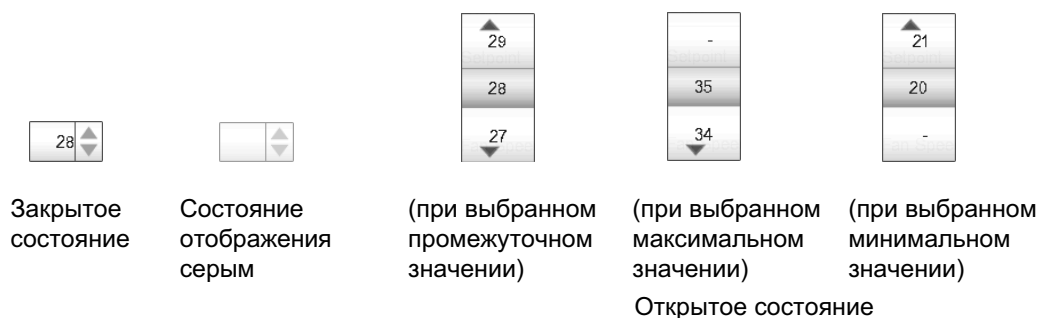 29
28
27
-
35
34
21
20
-
28
Закрытое
состояние
Состояние
отображения
серым
(при выбранном
промежуточном
значении)
(при выбранном
максимальном
значении)
(при выбранном
минимальном
значении)
Открытое состояние